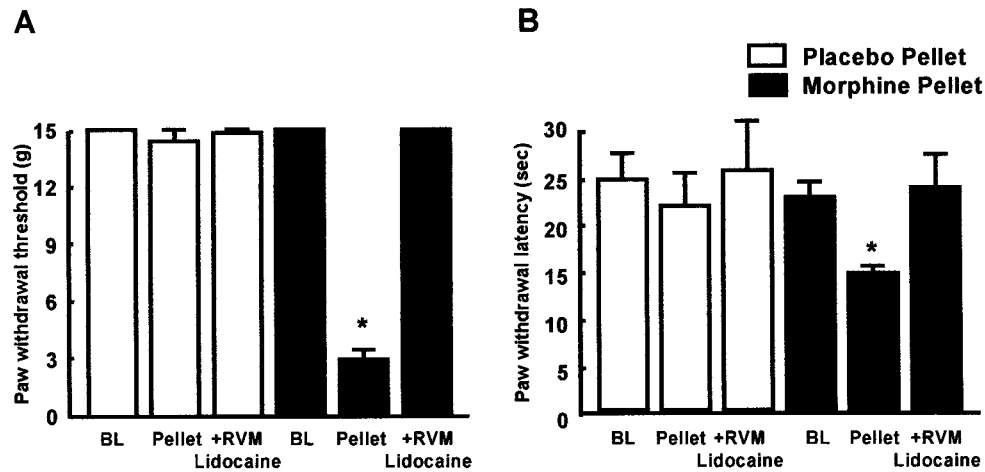 A
B
Placebo Pellet
Morphine Pellet
Paw withdrawal threshold (g)
15
12
9
6
3
0
*
BL Pellet +RVM BL Pellet +RVM
Lidocaine Lidocaine
Paw withdrawal latency (sec)
30
25
20
15
10
5
0
*
BL Pellet +RVM BL Pellet +RVM
Lidocaine Lidocaine